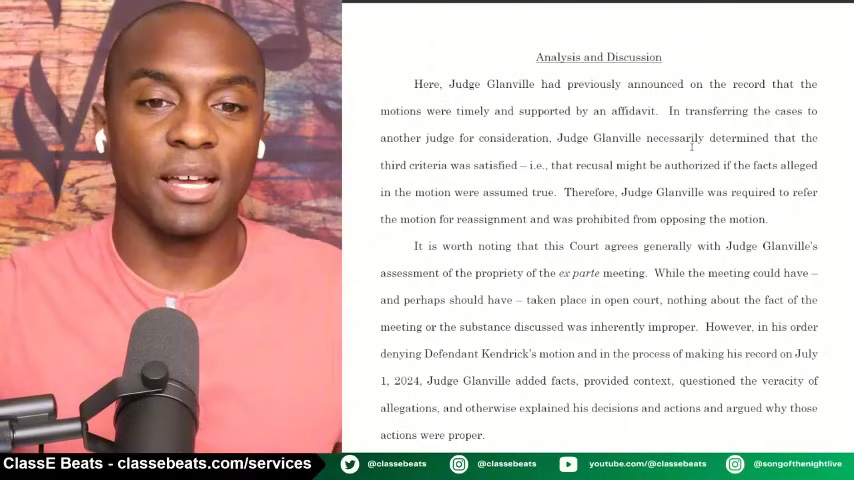 Analysis and Discussion
Here, Judge Glanville had previously announced on the record that the
motions were timely and supported by an affidavit. In transferring the cases to
another judge for consideration, Judge Glanville necessarily determined that the
third criteria was satisfied – i.e., that recusal might be authorized if the facts alleged
in the motion were assumed true. Therefore, Judge Glanville was required to refer
the motion for reassignment and was prohibited from opposing the motion.
It is worth noting that this Court agrees generally with Judge Glanville's
assessment of the propriety of the ex parte meeting. While the meeting could have –
and perhaps should have – taken place in open court, nothing about the fact of the
meeting or the substance discussed was inherently improper. However, in his order
denying Defendant Kendrick's motion and in the process of making his record on July
1, 2024, Judge Glanville added facts, provided context, questioned the veracity of
allegations, and otherwise explained his decisions and actions and argued why those
actions were proper.
ClassE Beats - classebeats.com/services
@classebeats
@classebeats
youtube.com/@classebeats
@songofthenightlive